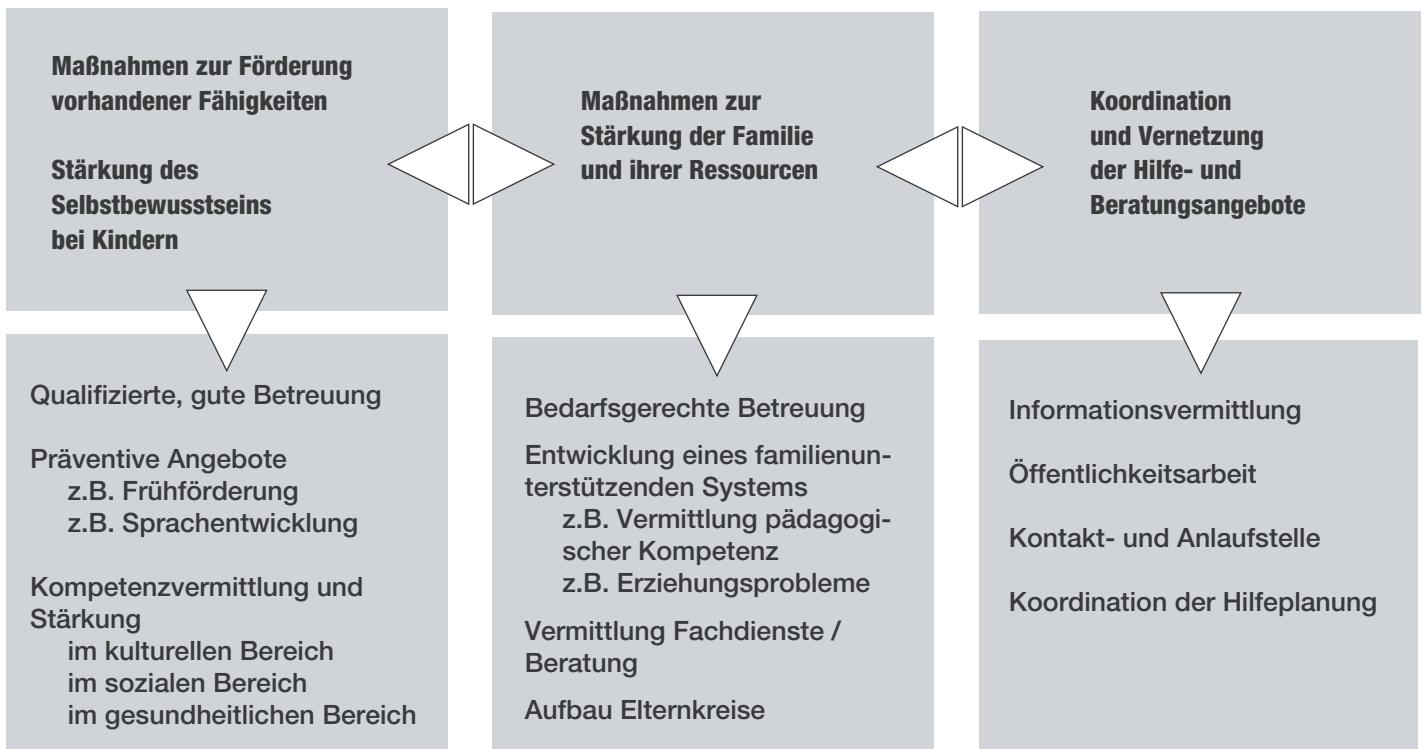 Maßnahmen zur Förderung
vorhandener Fähigkeiten
Stärkung des
Selbstbewusstseins
bei Kindern
Maßnahmen zur
Stärkung der Familie
und ihrer Ressourcen
Koordination
und Vernetzung
der Hilfe- und
Beratungsangebote
Qualifizierte, gute Betreuung
Präventive Angebote
z.B. Frühförderung
z.B. Sprachentwicklung
Kompetenzvermittlung und
Stärkung
im kulturellen Bereich
im sozialen Bereich
im gesundheitlichen Bereich
Bedarfsgerechte Betreuung
Entwicklung eines familienun-
terstützenden Systems
z.B. Vermittlung pädagogi-
scher Kompetenz
z.B. Erziehungsprobleme
Vermittlung Fachdienste /
Beratung
Aufbau Elternkreise
Informationsvermittlung
Öffentlichkeitsarbeit
Kontakt- und Anlaufstelle
Koordination der Hilfeplanung